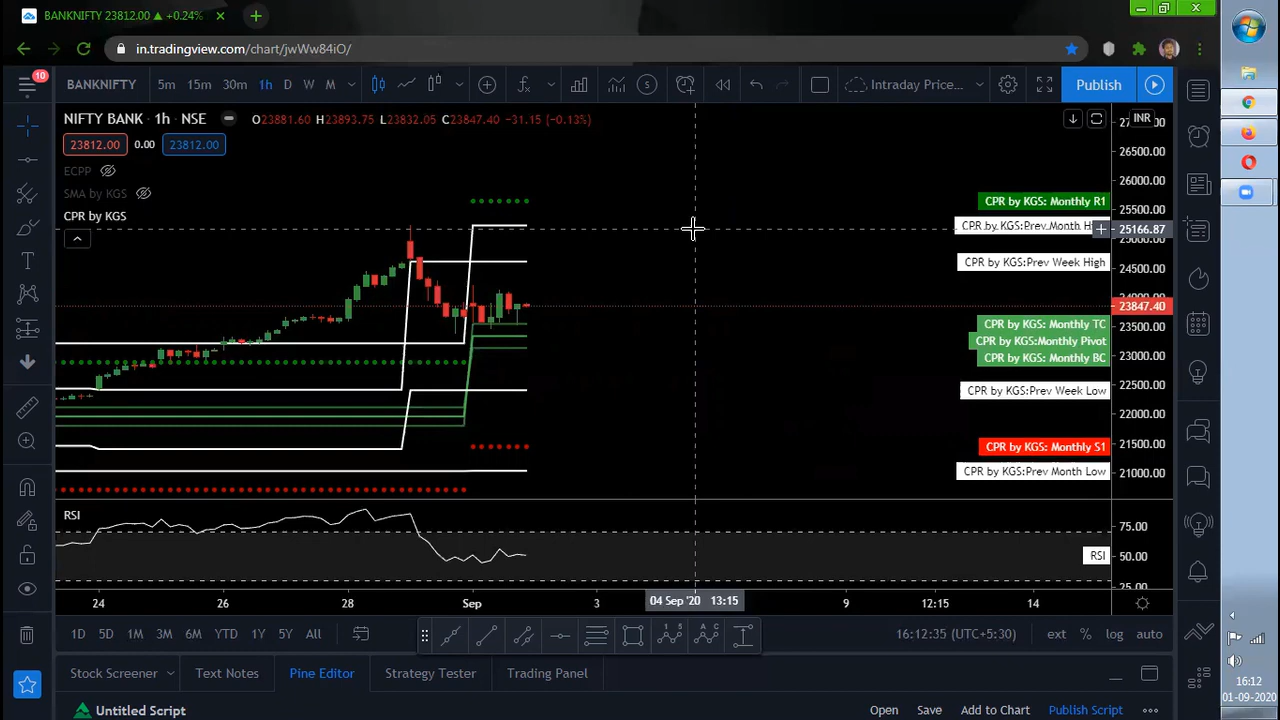 BANKNIFTY 23812.00 ▲ +0.24%
in.tradingview.com/chart/jwWw84iO/
10
BANKNIFTY 5m 15m 30m 1h D W M Intraday Price... Publish
NIFTY BANK · 1h · NSE O23881.60 H23893.75 L23832.05 C23847.40 −31.15 (−0.13%)
INR
23812.00 0.00 23812.00
26500.00
ECPP
26000.00
SMA by KGS
CPR by KGS: Monthly R1
25500.00
CPR by KGS
CPR by KGS:Prev Month H
25166.87
CPR by KGS:Prev Week High
24500.00
23847.40
CPR by KGS: Monthly TC
23500.00
CPR by KGS:Monthly Pivot
CPR by KGS: Monthly BC
23000.00
CPR by KGS:Prev Week Low
22500.00
22000.00
CPR by KGS: Monthly S1
21500.00
CPR by KGS:Prev Month Low
21000.00
RSI
75.00
RSI
50.00
25.00
24 26 28 Sep 3 04 Sep '20 13:15 9 12:15 14
1D 5D 1M 3M 6M YTD 1Y 5Y All 16:12:35 (UTC+5:30) ext % log auto
Stock Screener Text Notes Pine Editor Strategy Tester Trading Panel
Untitled Script Open Save Add to Chart Publish Script
16:12
01-09-2020